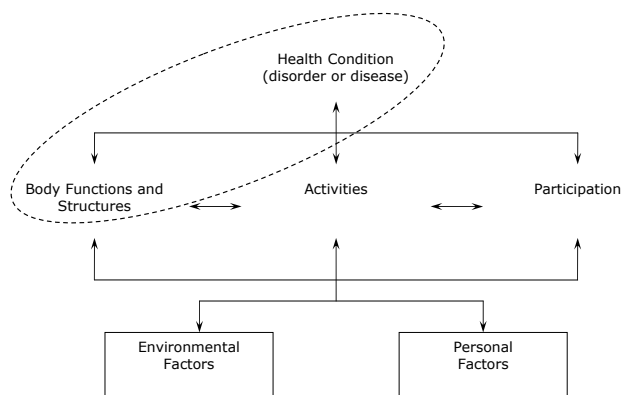 Health Condition
(disorder or disease)
Body Functions and
Structures
Activities
Participation
Environmental
Factors
Personal
Factors